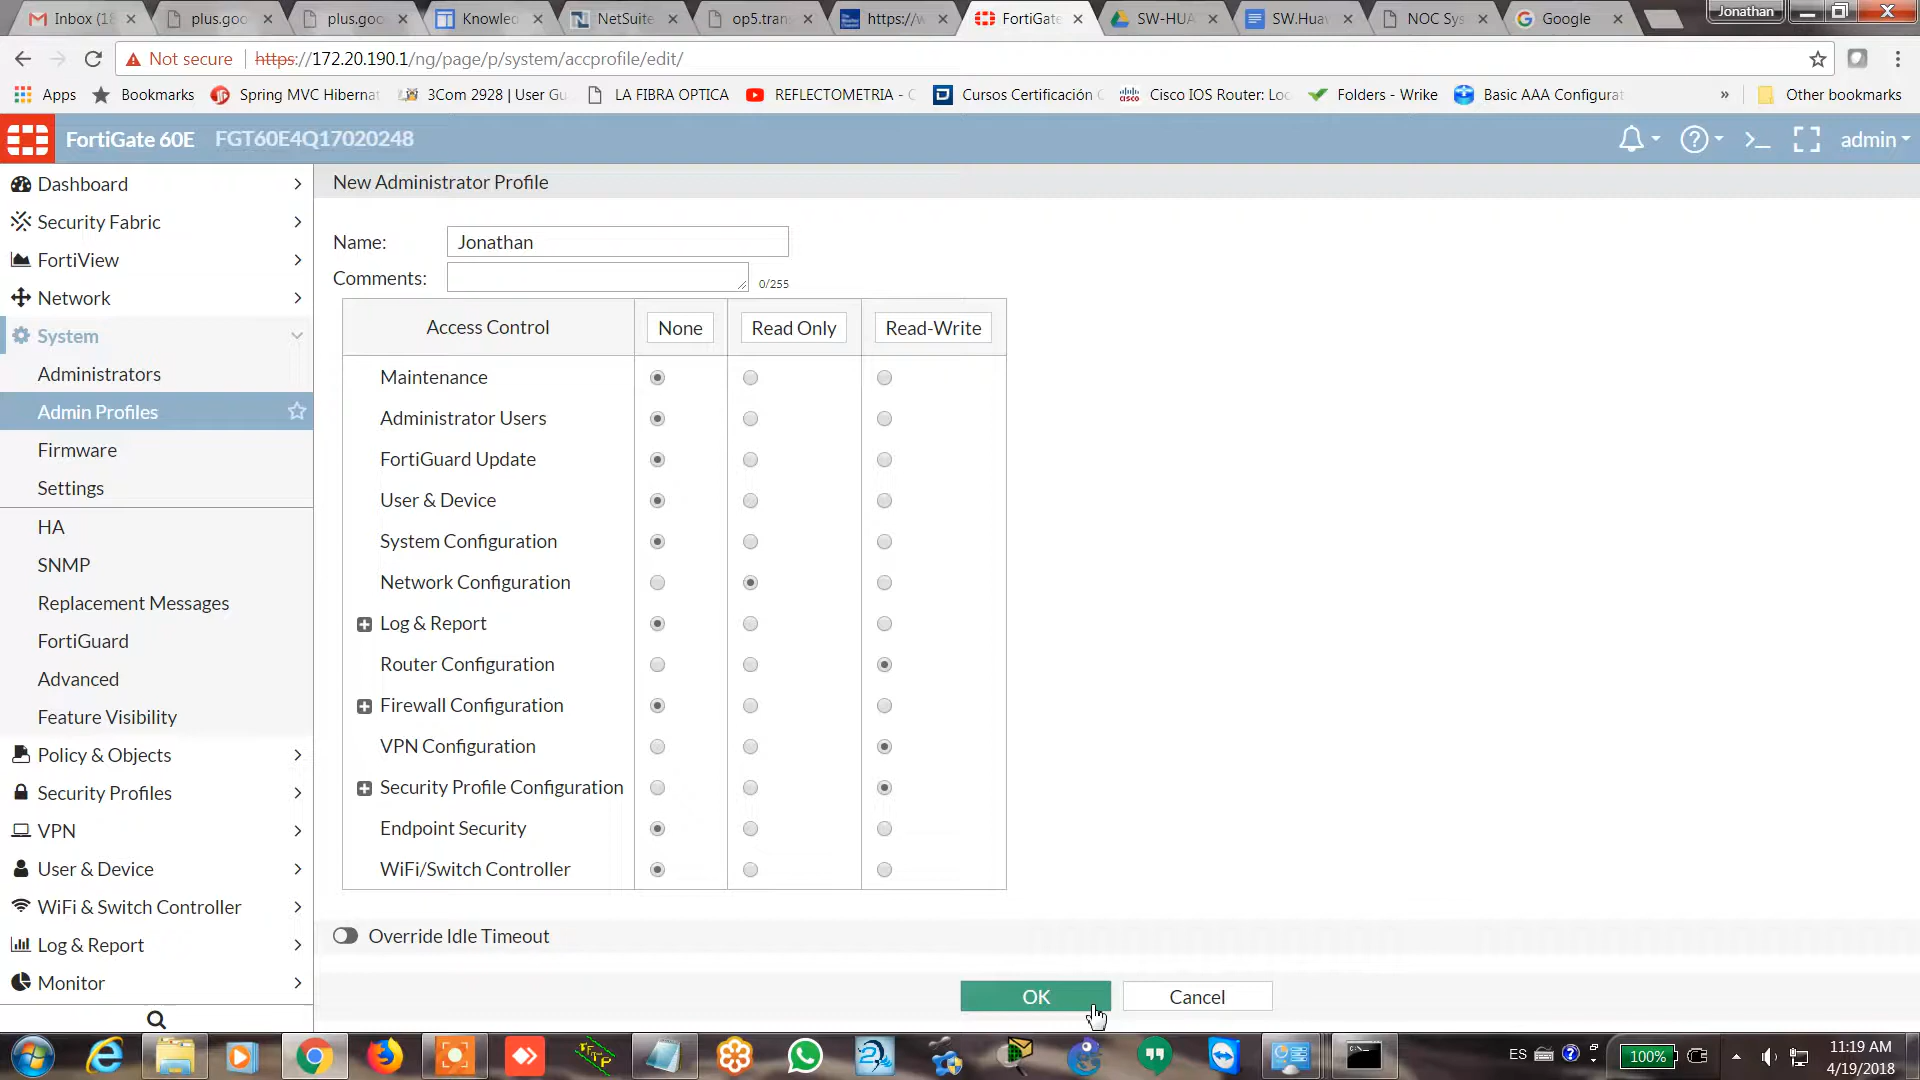 Inbox (18
plus.goo
plus.goo
Knowled
NetSuite
op5.tran
https://w
FortiGate
SW-HUA
SW.Huaw
NOC Sys
Google
Jonathan
Not secure
https://172.20.190.1/ng/page/p/system/accprofile/edit/
Apps
Bookmarks
Spring MVC Hibernat
3Com 2928 | User Gu
LA FIBRA OPTICA
REFLECTOMETRIA - C
Cursos Certificación C
Cisco IOS Router: Loc
Folders - Wrike
Basic AAA Configurat
»
Other bookmarks
FortiGate 60E
FGT60E4Q17020248
admin
Dashboard
Security Fabric
FortiView
Network
System
Administrators
Admin Profiles
Firmware
Settings
HA
SNMP
Replacement Messages
FortiGuard
Advanced
Feature Visibility
Policy & Objects
Security Profiles
VPN
User & Device
WiFi & Switch Controller
Log & Report
Monitor
New Administrator Profile
Name: Jonathan
Comments: 0/255
Access Control None Read Only Read-Write
Maintenance
Administrator Users
FortiGuard Update
User & Device
System Configuration
Network Configuration
Log & Report
Router Configuration
Firewall Configuration
VPN Configuration
Security Profile Configuration
Endpoint Security
WiFi/Switch Controller
Override Idle Timeout
OK
Cancel
ES
100%
11:19 AM
4/19/2018